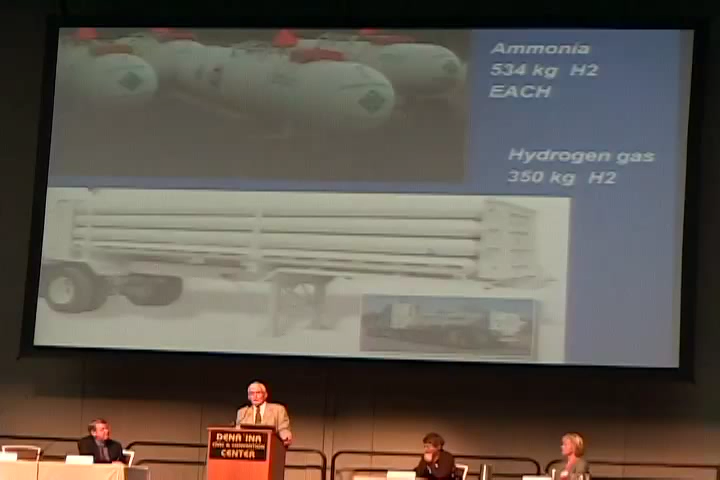 Ammonia
534 kg H2
EACH
Hydrogen gas
350 kg H2
DENA'INA
CIVIC & CONVENTION
CENTER